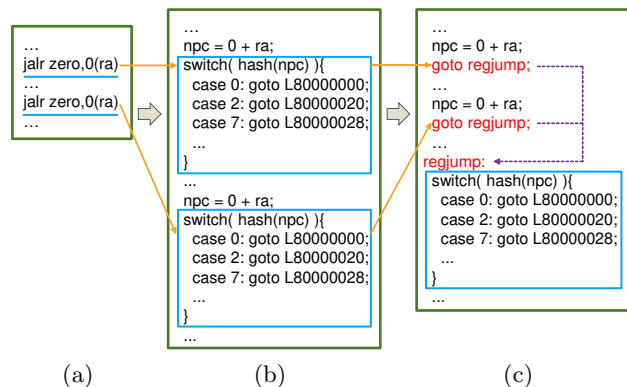 ...
jalr zero,0(ra)
...
jalr zero,0(ra)
...
(a)
...
npc = 0 + ra;
switch( hash(npc) ){
case 0: goto L80000000;
case 2: goto L80000020;
case 7: goto L80000028;
...
}
...
npc = 0 + ra;
switch( hash(npc) ){
case 0: goto L80000000;
case 2: goto L80000020;
case 7: goto L80000028;
...
}
...
(b)
...
npc = 0 + ra;
goto regjump;
...
npc = 0 + ra;
goto regjump;
...
regjump:
switch( hash(npc) ){
case 0: goto L80000000;
case 2: goto L80000020;
case 7: goto L80000028;
...
}
...
(c)